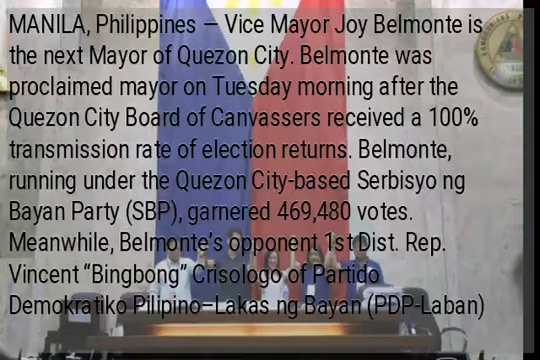 MANILA, Philippines — Vice Mayor Joy Belmonte is
the next Mayor of Quezon City. Belmonte was
proclaimed mayor on Tuesday morning after the
Quezon City Board of Canvassers received a 100%
transmission rate of election returns. Belmonte,
running under the Quezon City-based Serbisyo ng
Bayan Party (SBP), garnered 469,480 votes.
Meanwhile, Belmonte's opponent 1st Dist. Rep.
Vincent “Bingbong” Crisologo of Partido
Demokratiko Pilipino–Lakas ng Bayan (PDP-Laban)